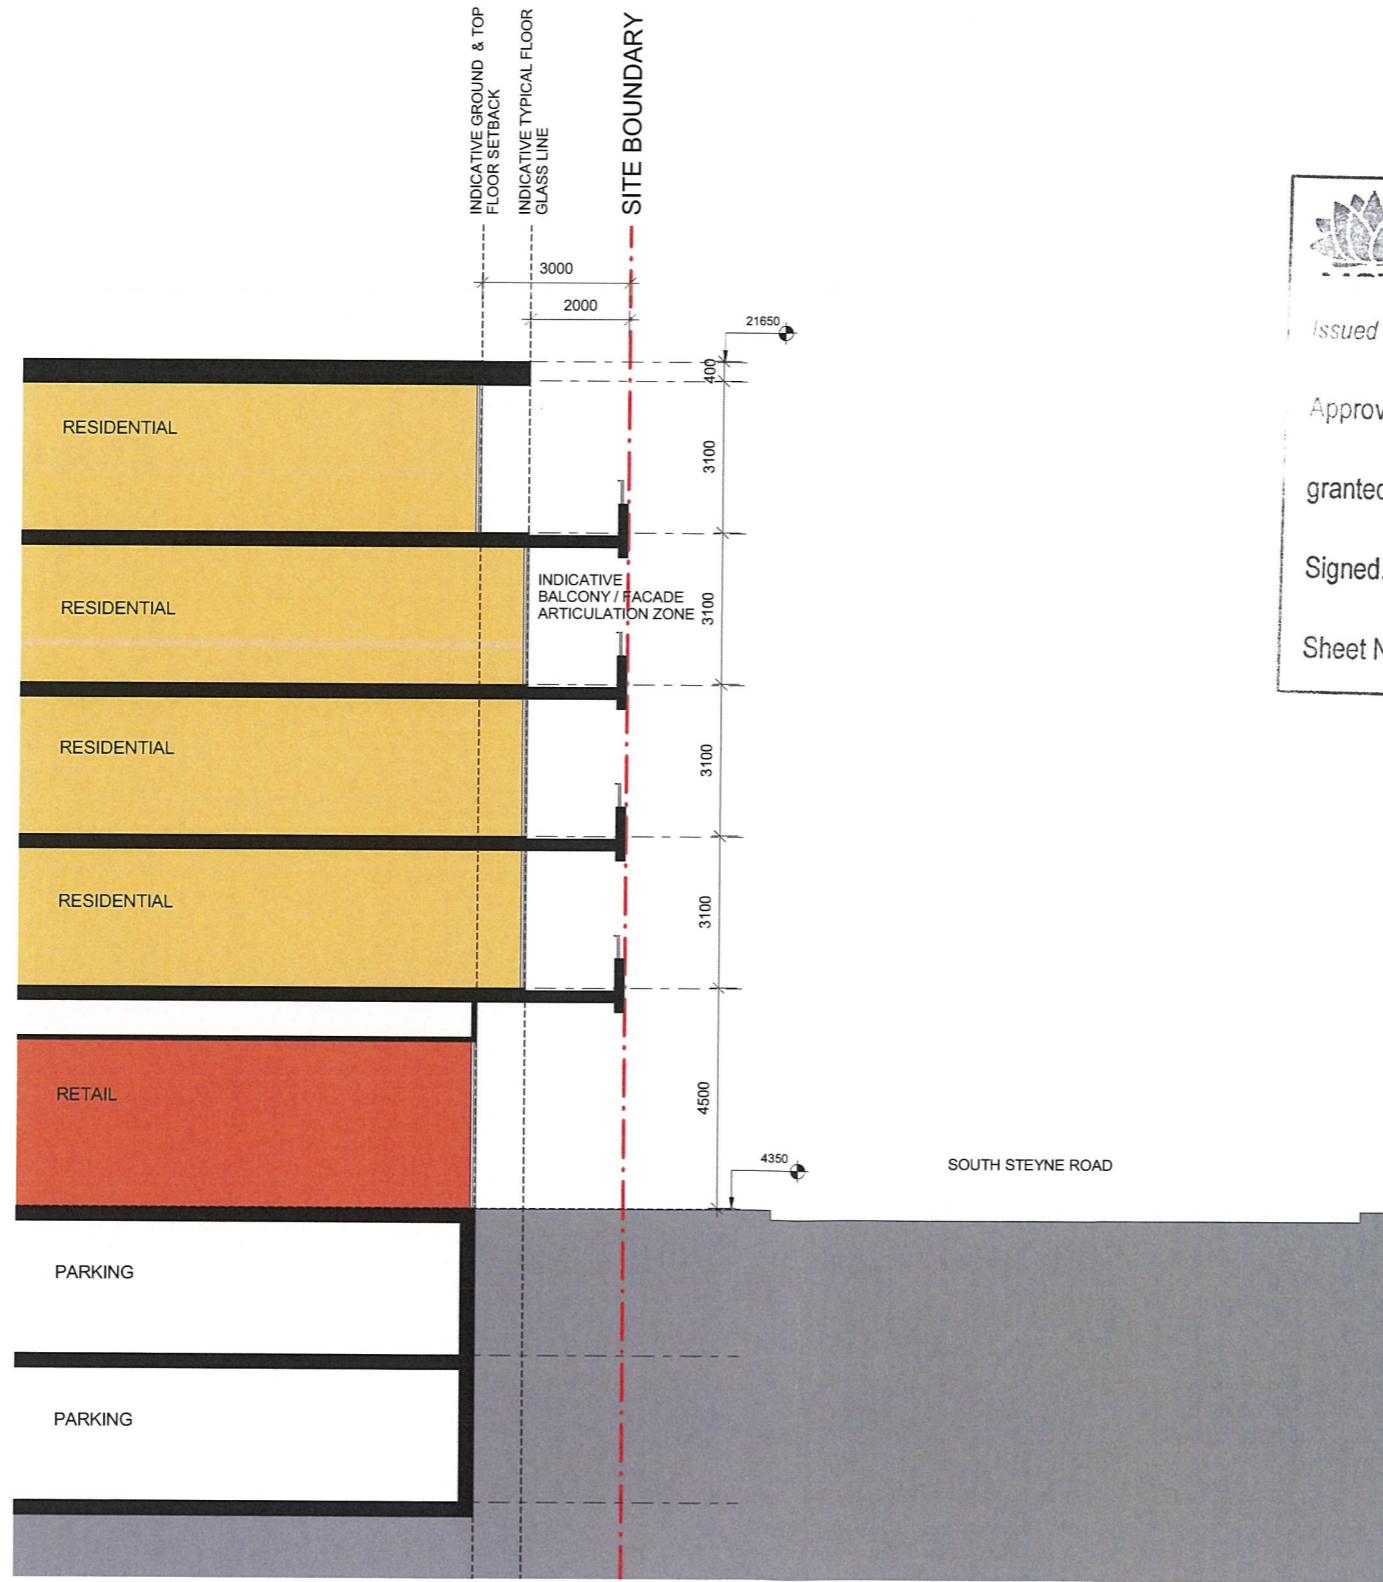 INDICATIVE GROUND & TOP
FLOOR SETBACK
INDICATIVE TYPICAL FLOOR
GLASS LINE
SITE BOUNDARY
3000
2000
21650
400
RESIDENTIAL
3100
RESIDENTIAL
INDICATIVE
BALCONY / FACADE
ARTICULATION ZONE
3100
RESIDENTIAL
3100
RESIDENTIAL
3100
RETAIL
4500
4350
SOUTH STEYNE ROAD
PARKING
PARKING
Issued
Approv
granted
Signed.
Sheet N